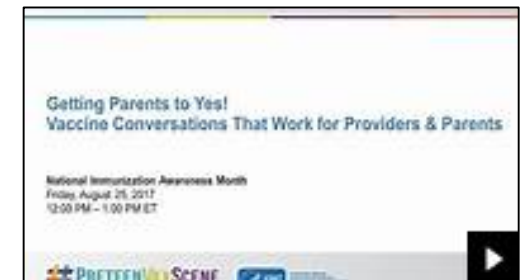 Getting Parents to Yes!
Vaccine Conversations That Work for Providers & Parents
National Immunization Awareness Month
Friday, August 25, 2017
12:00 PM – 1:00 PM ET
PRETEENVAXSCENE